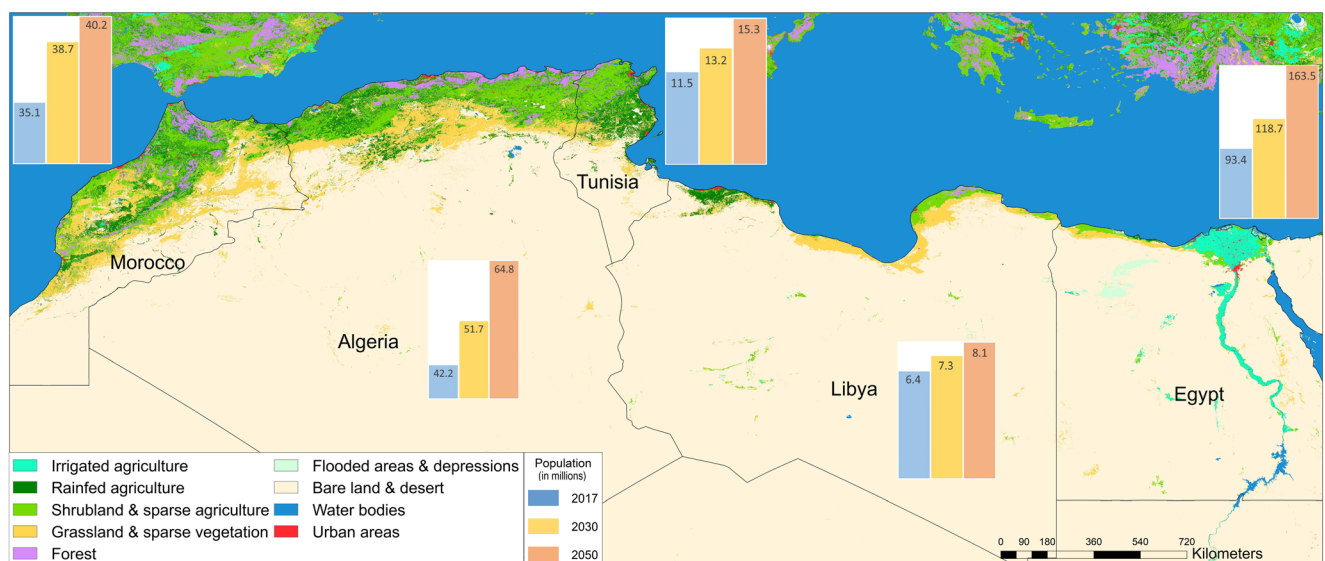 40.2
38.7
35.1
15.3
13.2
11.5
163.5
118.7
93.4
Tunisia
Morocco
64.8
51.7
42.2
Algeria
8.1
7.3
6.4
Libya
Egypt
Irrigated agriculture
Rainfed agriculture
Shrubland & sparse agriculture
Grassland & sparse vegetation
Forest
Flooded areas & depressions
Bare land & desert
Water bodies
Urban areas
Population
(in millions)
2017
2030
2050
0 90 180 360 540 720
Kilometers